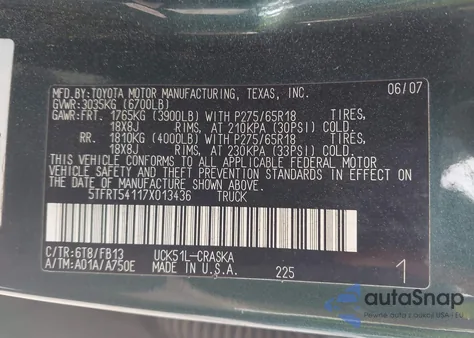 MFD.BY:TOYOTA MOTOR MANUFACTURING, TEXAS, INC. 06/07
GVWR:3035KG (6700LB)
GAWR:FRT. 1765KG (3900LB) WITH P275/65R18 TIRES,
18X8J RIMS, AT 210KPA (30PSI) COLD.
RR. 1810KG (4000LB) WITH P275/65R18 TIRES,
18X8J RIMS, AT 230KPA (33PSI) COLD.
THIS VEHICLE CONFORMS TO ALL APPLICABLE FEDERAL MOTOR
VEHICLE SAFETY AND THEFT PREVENTION STANDARDS IN EFFECT
ON THE DATE OF MANUFACTURE SHOWN ABOVE.
5TFRT54117X013436 TRUCK
C/TR:6T8/FB13 UCK51L-CRASKA
A/TM:A01A/A750E MADE IN U.S.A. 225 1
autoSnap
Pewne auto z USA - EU